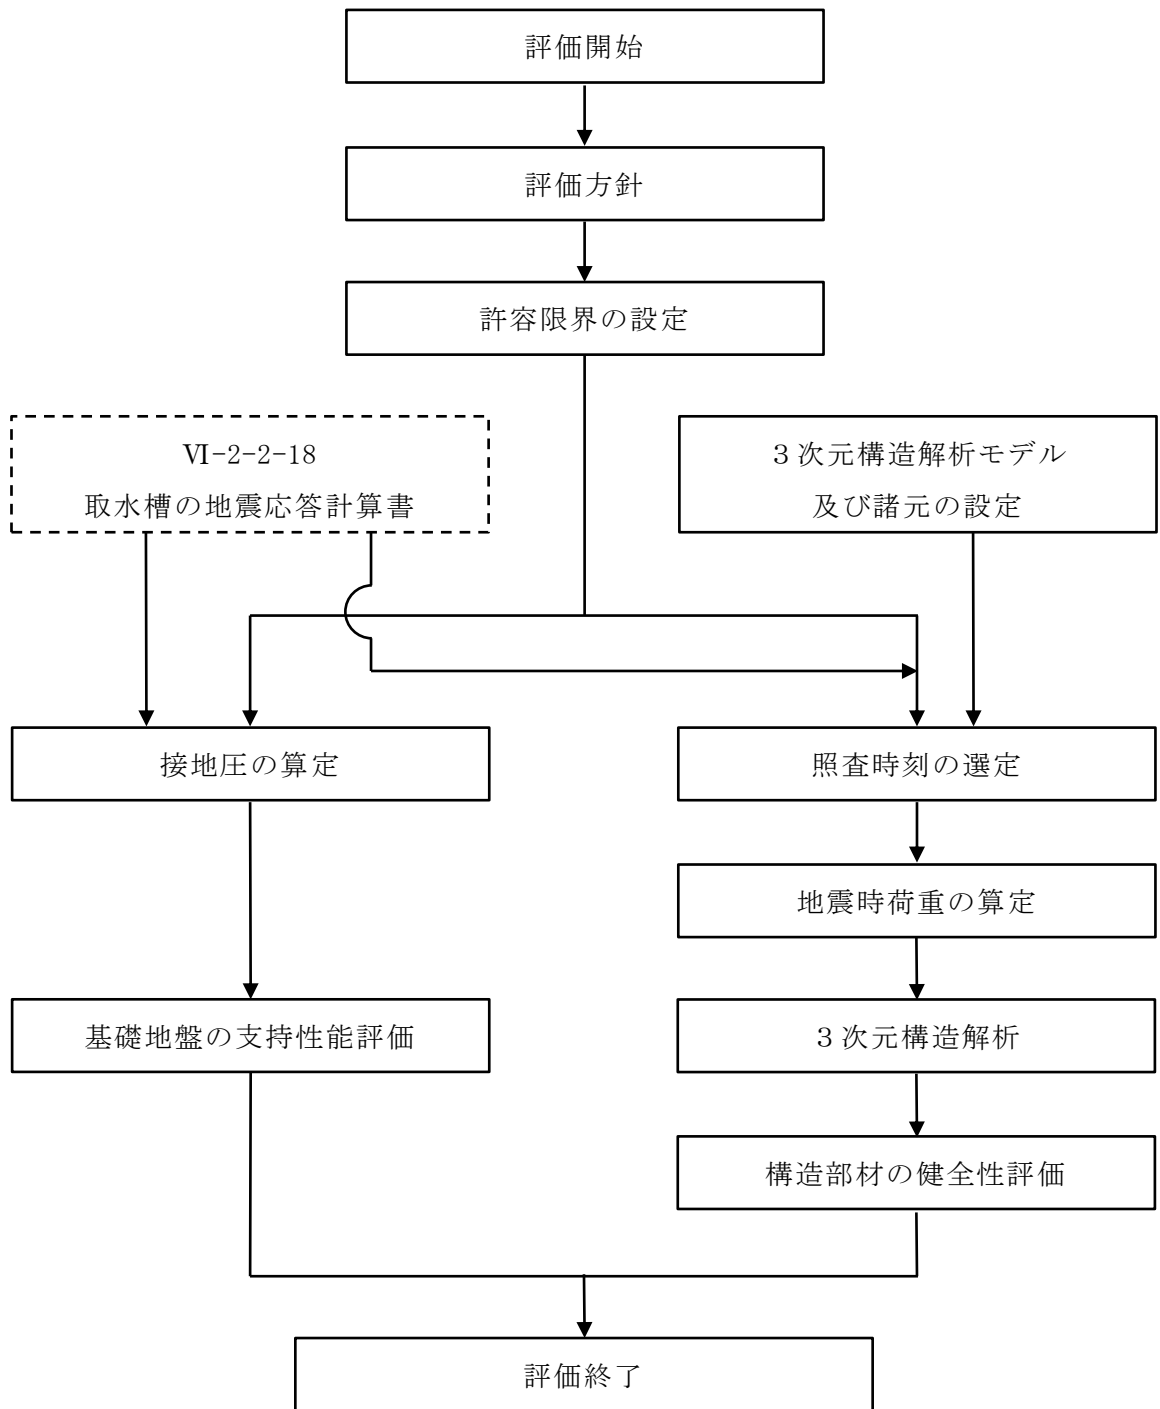 評価開始
評価方針
許容限界の設定
Ⅵ-2-2-18
取水槽の地震応答計算書
３次元構造解析モデル
及び諸元の設定
接地圧の算定
照査時刻の選定
地震時荷重の算定
基礎地盤の支持性能評価
３次元構造解析
構造部材の健全性評価
評価終了